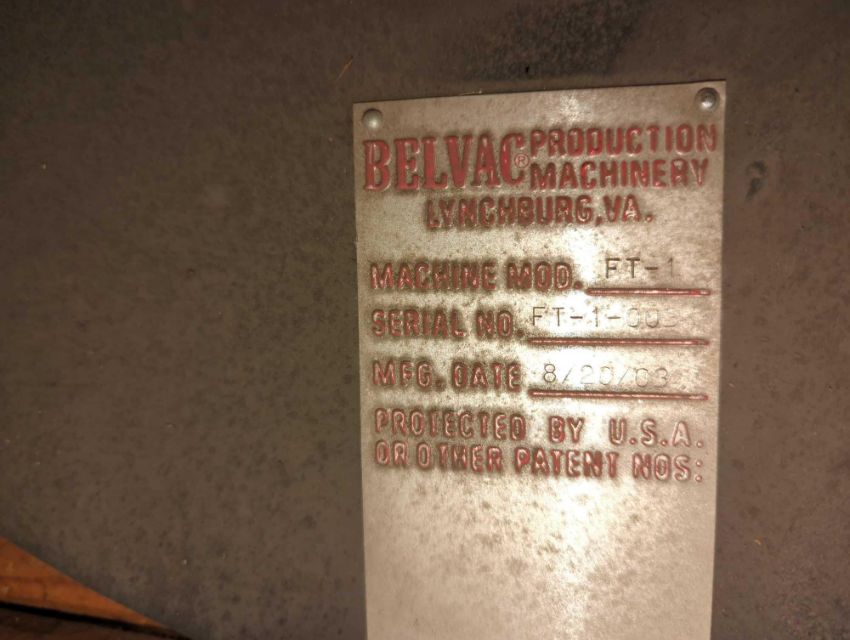 BELVAC® PRODUCTION
MACHINERY
LYNCHBURG, VA.
MACHINE MOD. FT-1
SERIAL NO.
MFG. DATE 8/20/03
PROTECTED BY U.S.A.
OR OTHER PATENT NOS: